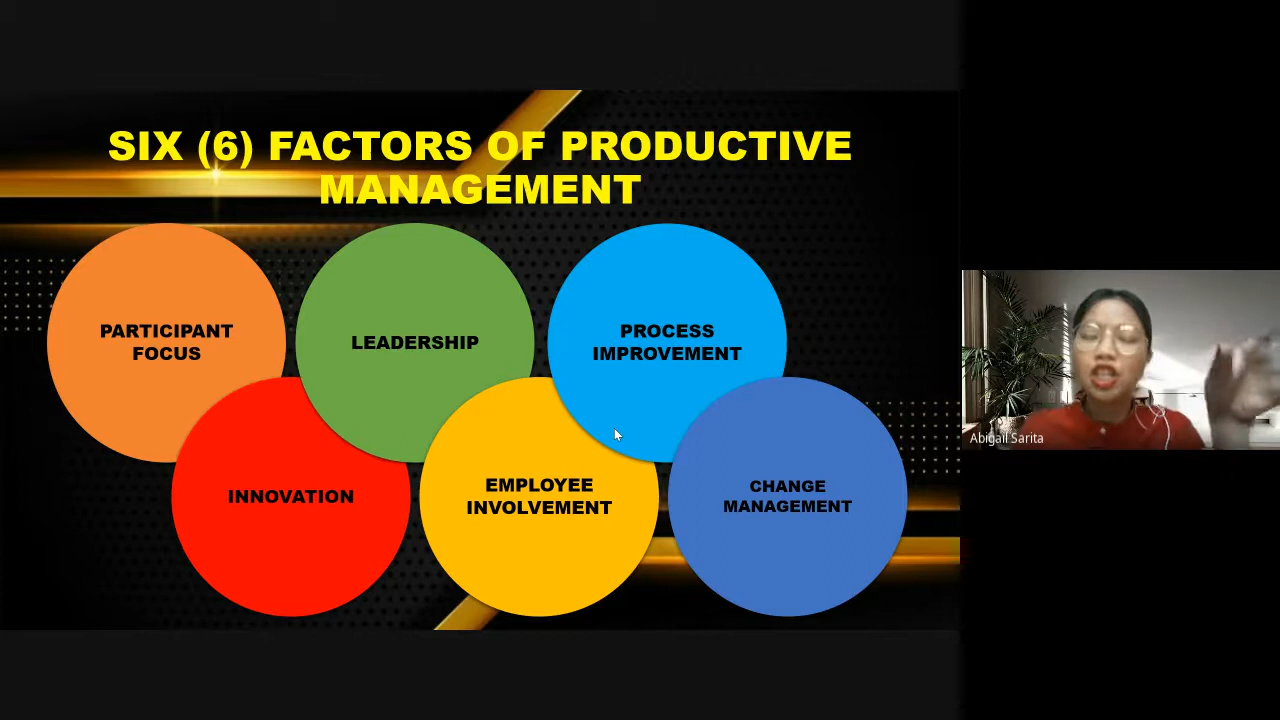 SIX (6) FACTORS OF PRODUCTIVE
MANAGEMENT
PARTICIPANT
FOCUS
LEADERSHIP
PROCESS
IMPROVEMENT
INNOVATION
EMPLOYEE
INVOLVEMENT
CHANGE
MANAGEMENT
Abigail Sarita